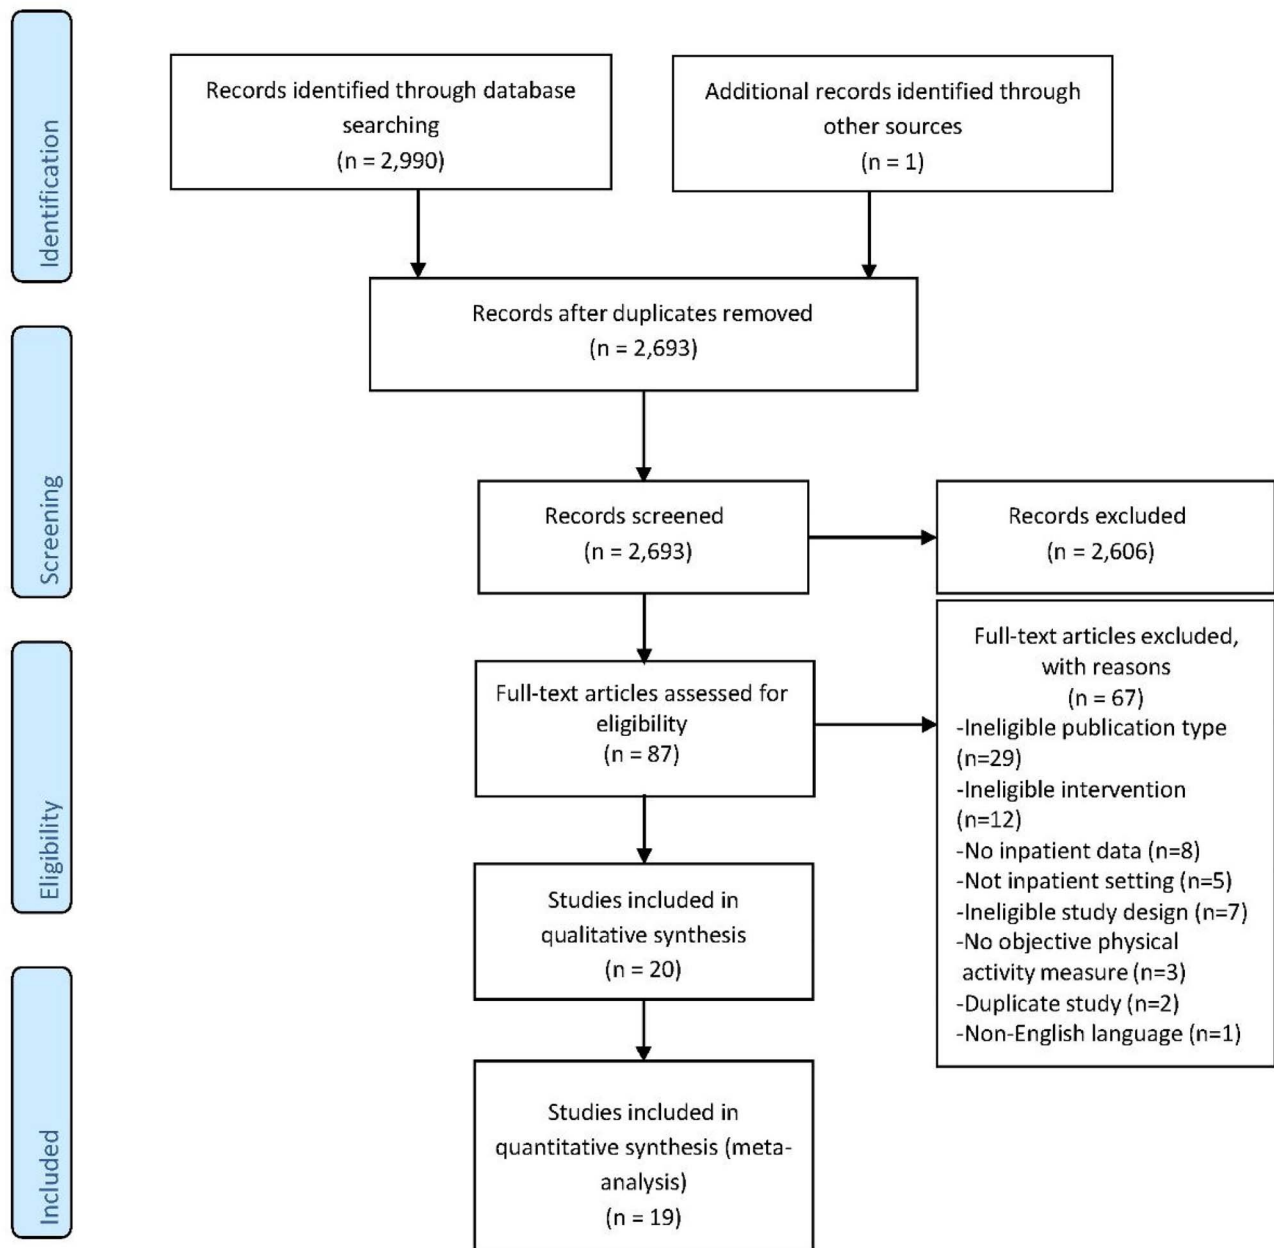 Identification
Records identified through database
searching
(n = 2,990)
Additional records identified through
other sources
(n = 1)
Records after duplicates removed
(n = 2,693)
Screening
Records screened
(n = 2,693)
Records excluded
(n = 2,606)
Eligibility
Full-text articles assessed for
eligibility
(n = 87)
Full-text articles excluded,
with reasons
(n = 67)
-Ineligible publication type
(n=29)
-Ineligible intervention
(n=12)
-No inpatient data (n=8)
-Not inpatient setting (n=5)
-Ineligible study design (n=7)
-No objective physical
activity measure (n=3)
-Duplicate study (n=2)
-Non-English language (n=1)
Studies included in
qualitative synthesis
(n = 20)
Included
Studies included in
quantitative synthesis (meta-
analysis)
(n = 19)